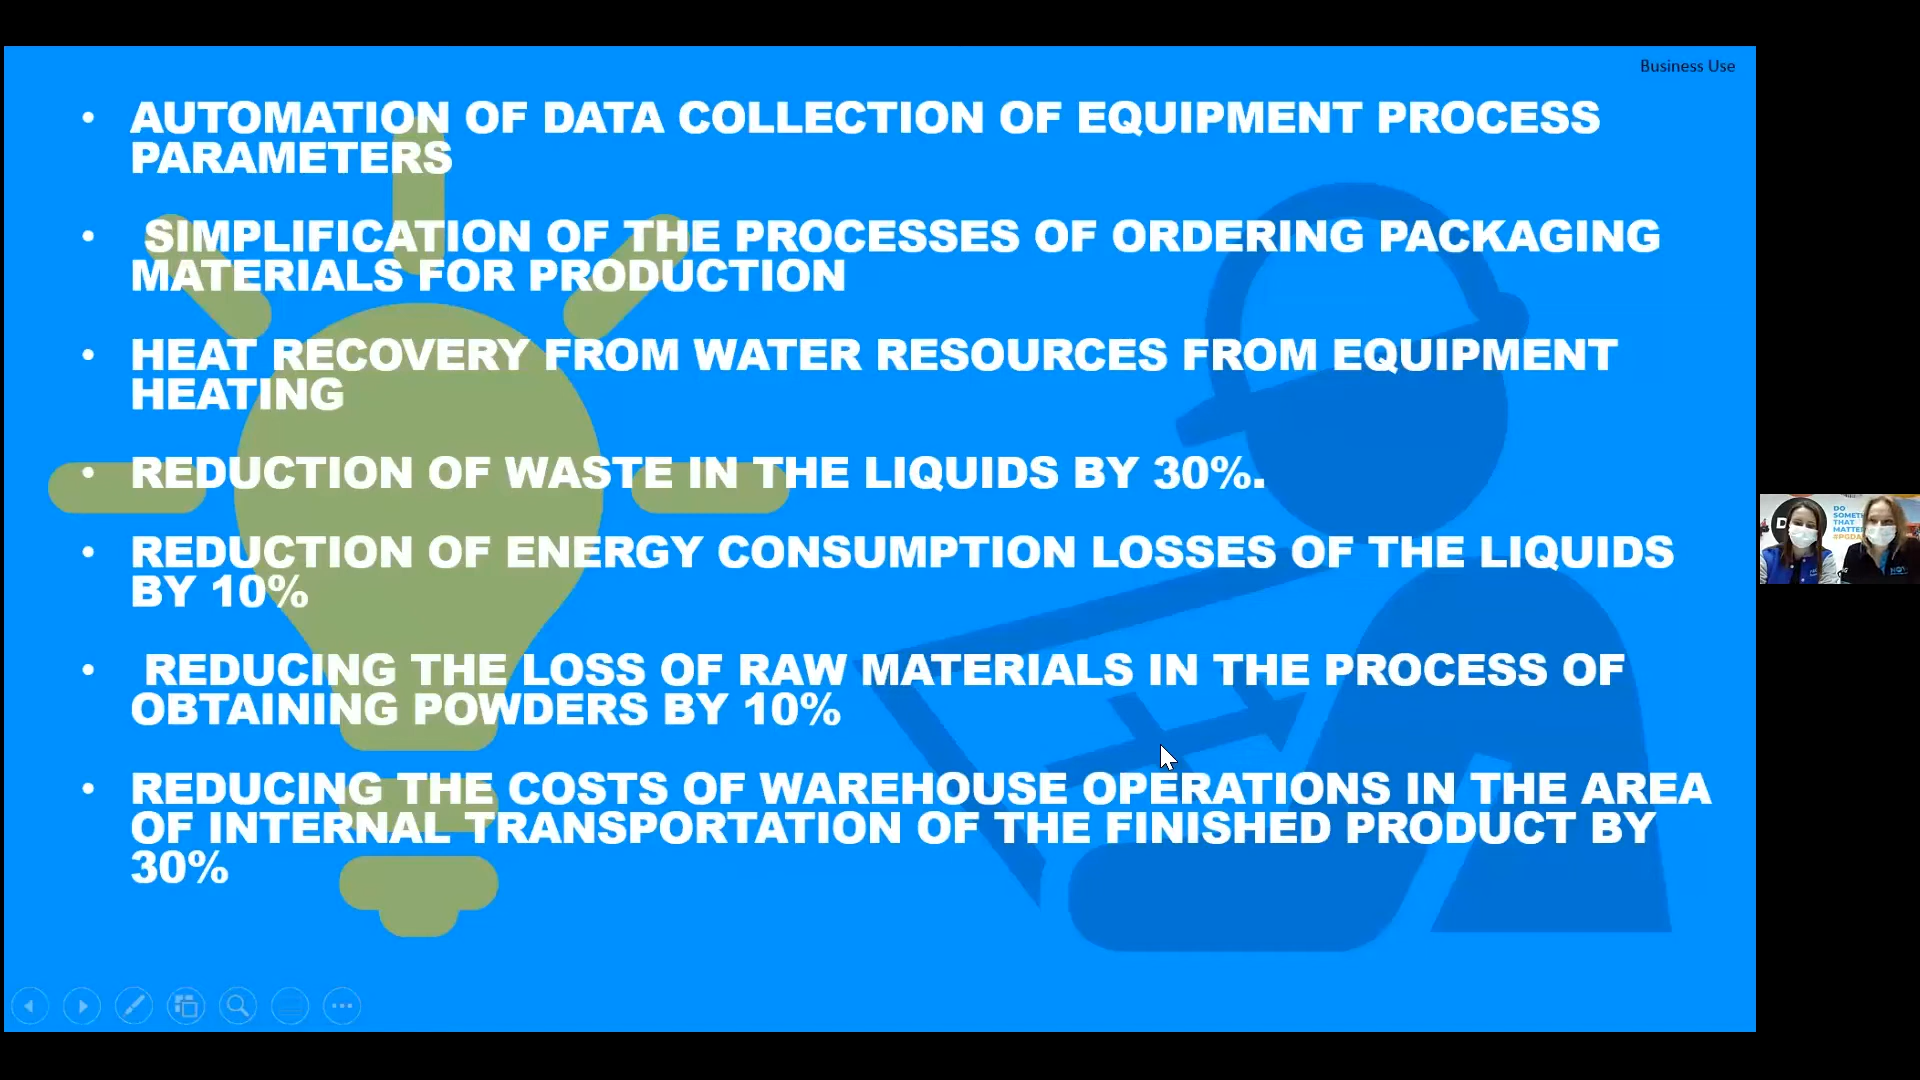 Business Use
• AUTOMATION OF DATA COLLECTION OF EQUIPMENT PROCESS
PARAMETERS
• SIMPLIFICATION OF THE PROCESSES OF ORDERING PACKAGING
MATERIALS FOR PRODUCTION
• HEAT RECOVERY FROM WATER RESOURCES FROM EQUIPMENT
HEATING
• REDUCTION OF WASTE IN THE LIQUIDS BY 30%.
• REDUCTION OF ENERGY CONSUMPTION LOSSES OF THE LIQUIDS
BY 10%
• REDUCING THE LOSS OF RAW MATERIALS IN THE PROCESS OF
OBTAINING POWDERS BY 10%
• REDUCING THE COSTS OF WAREHOUSE OPERATIONS IN THE AREA
OF INTERNAL TRANSPORTATION OF THE FINISHED PRODUCT BY
30%
DO
THAT